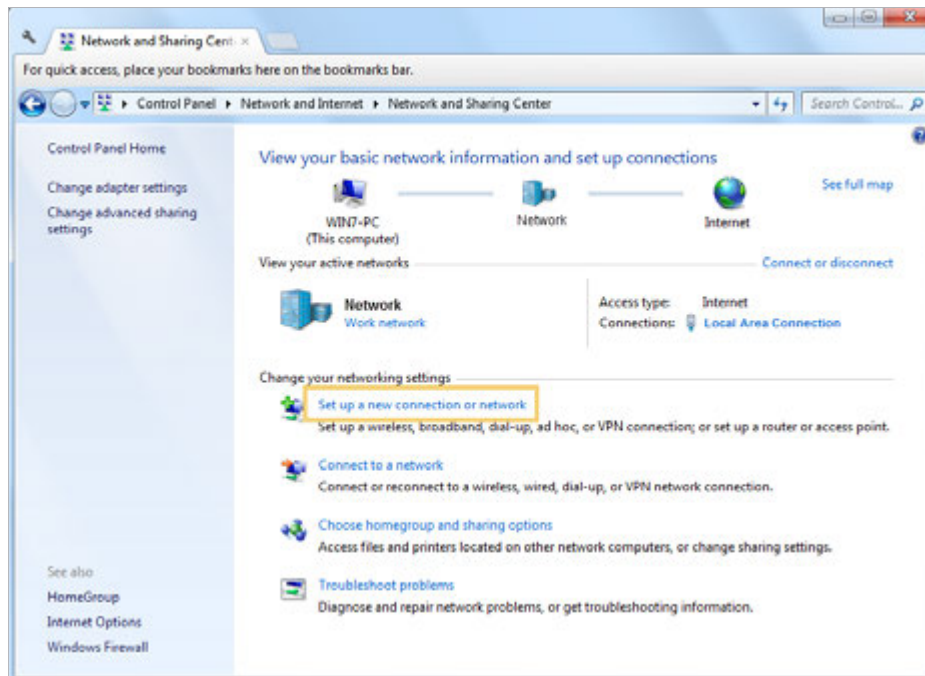 Network and Sharing Cent
For quick access, place your bookmarks here on the bookmarks bar.
Control Panel Network and Internet Network and Sharing Center
Search Control...
Control Panel Home
Change adapter settings
Change advanced sharing
settings
View your basic network information and set up connections
See full map
WIN7-PC
(This computer)
Network
Internet
View your active networks
Connect or disconnect
Network
Work network
Access type: Internet
Connections: Local Area Connection
Change your networking settings
Set up a new connection or network
Set up a wireless, broadband, dial-up, ad hoc, or VPN connection; or set up a router or access point.
Connect to a network
Connect or reconnect to a wireless, wired, dial-up, or VPN network connection.
Choose homegroup and sharing options
Access files and printers located on other network computers, or change sharing settings.
Troubleshoot problems
Diagnose and repair network problems, or get troubleshooting information.
See also
HomeGroup
Internet Options
Windows Firewall